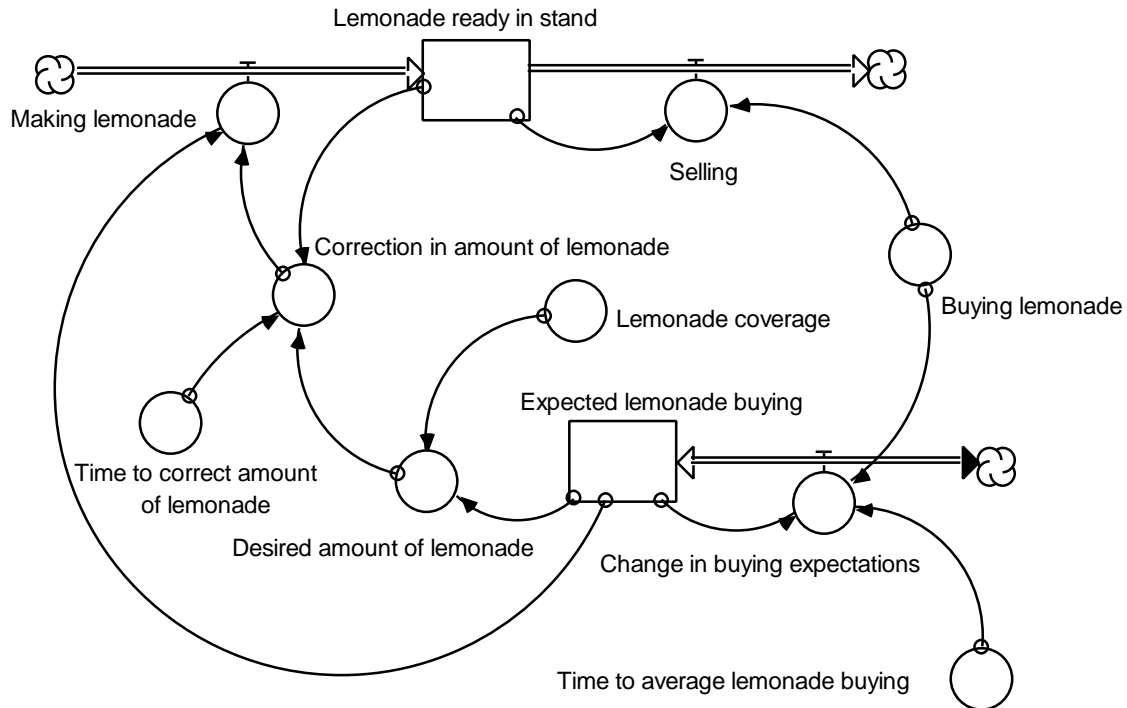 Lemonade ready in stand
Making lemonade
Selling
Correction in amount of lemonade
Buying lemonade
Lemonade coverage
Expected lemonade buying
Time to correct amount
of lemonade
Desired amount of lemonade
Change in buying expectations
Time to average lemonade buying